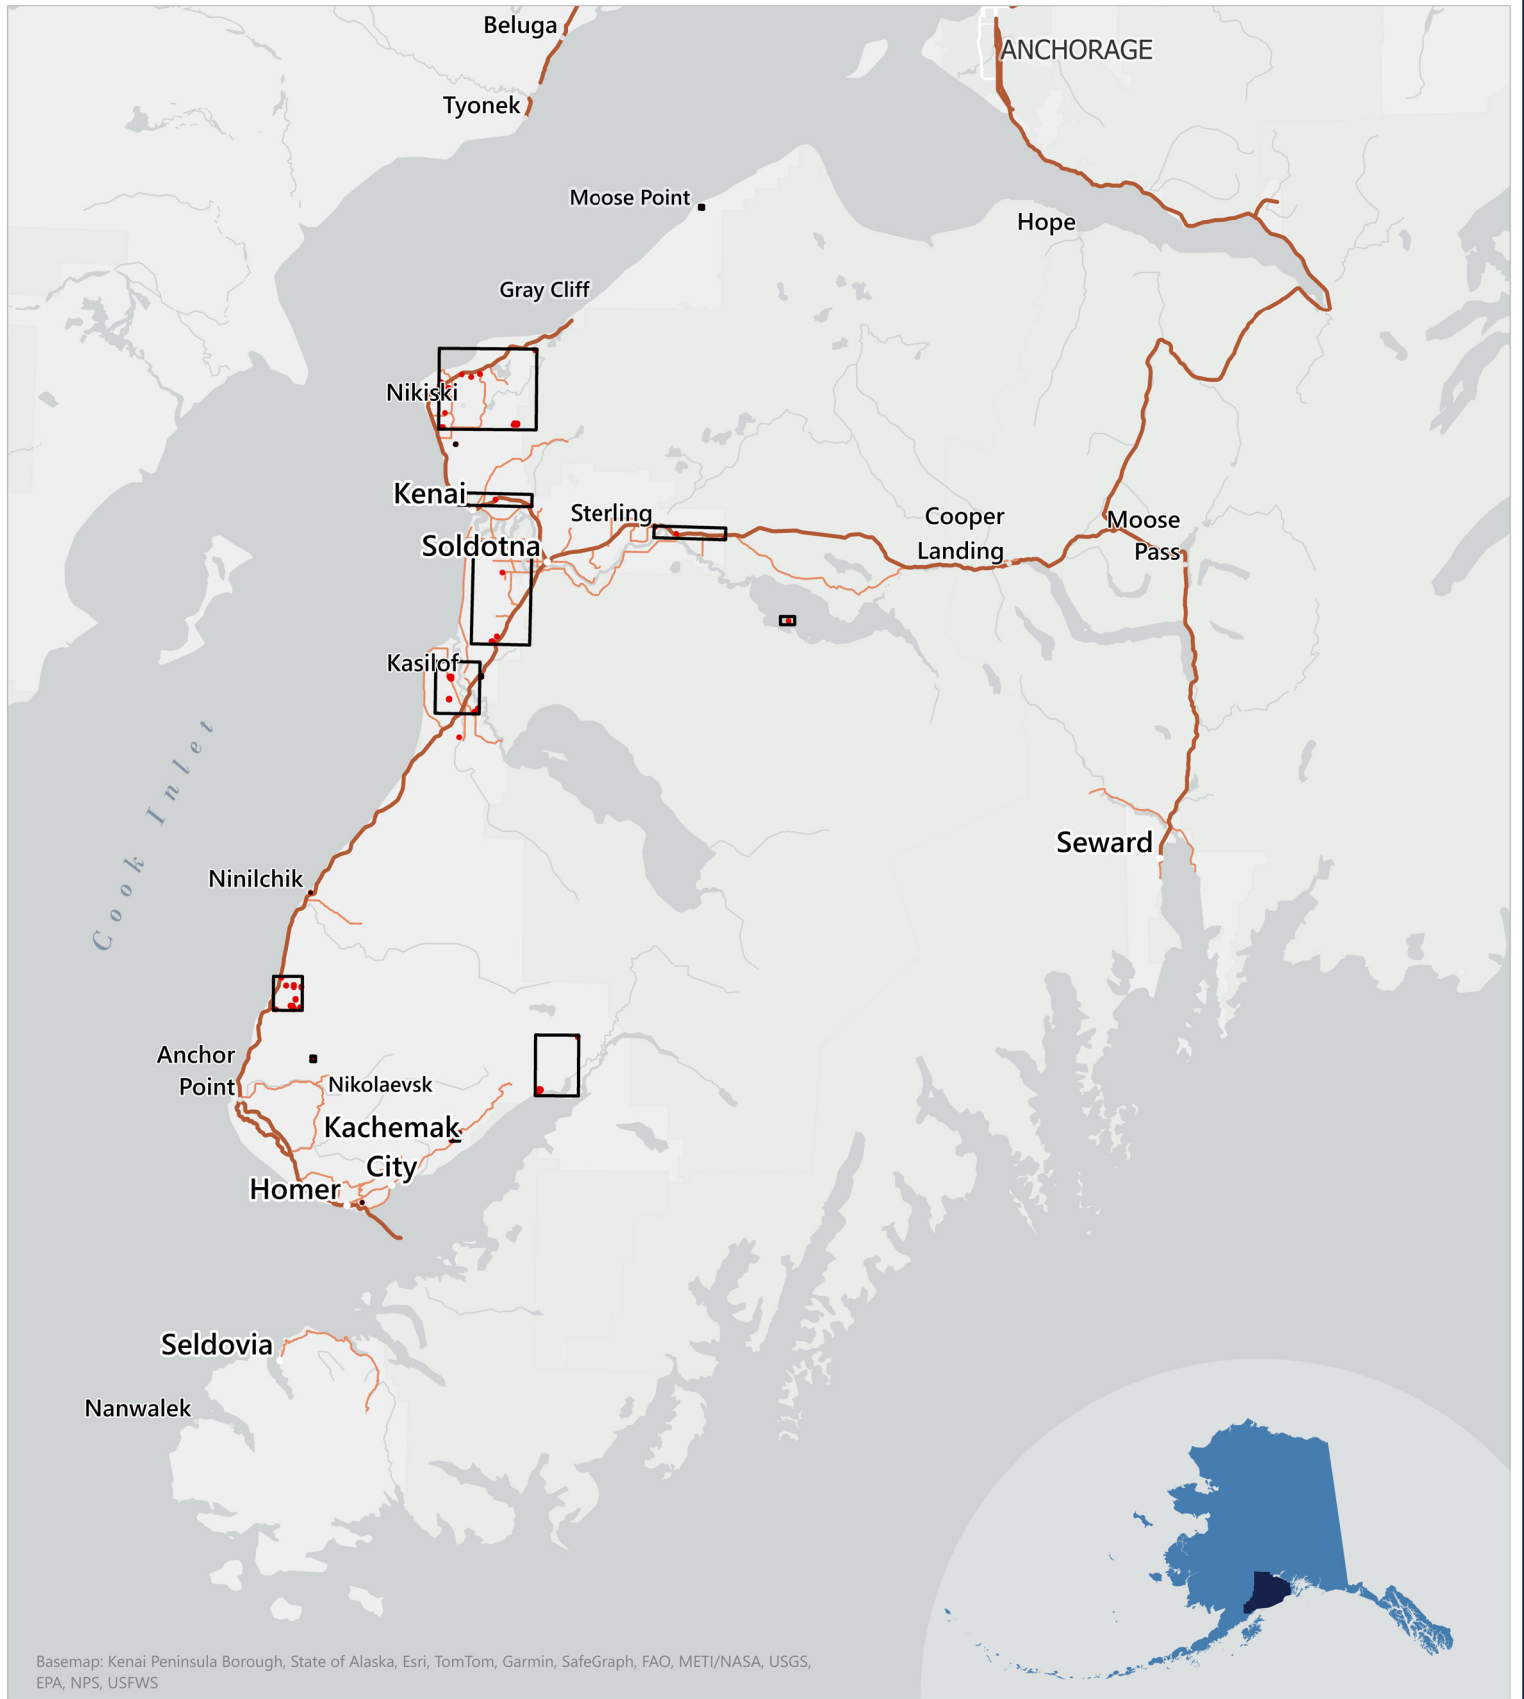 Beluga
ANCHORAGE
Tyonek
Moose Point
Hope
Gray Cliff
Nikiski
Kenai
Sterling
Cooper
Landing
Moose
Pass
Soldotna
Kasilof
Cook Inlet
Seward
Ninilchik
Anchor
Point
Nikolaevsk
Kachemak
City
Homer
Seldovia
Nanwalek
Basemap: Kenai Peninsula Borough, State of Alaska, Esri, TomTom, Garmin, SafeGraph, FAO, METI/NASA, USGS,
EPA, NPS, USFWS